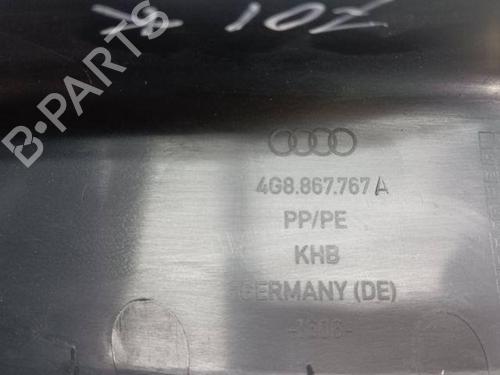 B-PARTS
4G8.867.767 A
PP/PE
KHB
GERMANY (DE)